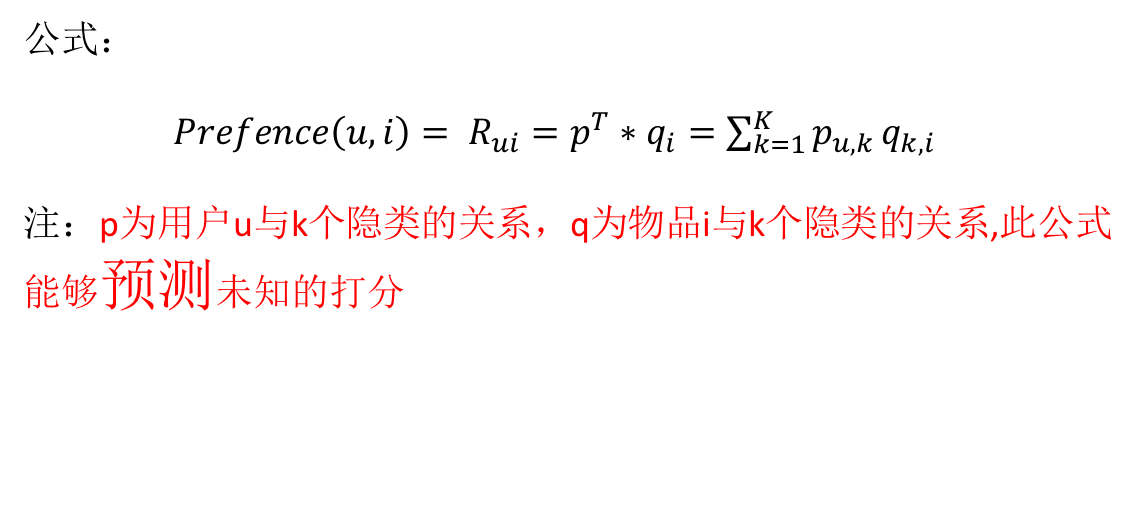 公式：
Prefence(u, i) = R_{ui} = p^T * q_i = ∑_{k=1}^{K} p_{u,k} q_{k,i}
注：p为用户u与k个隐类的关系，q为物品i与k个隐类的关系,此公式
能够预测未知的打分